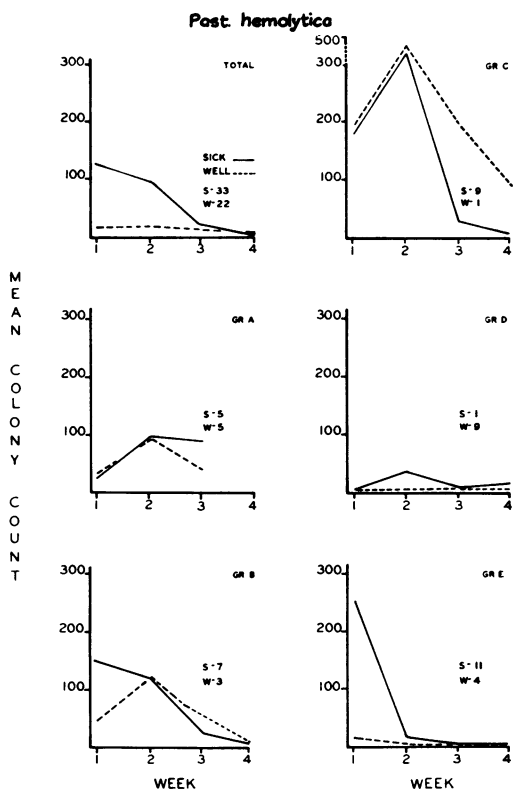 Past. hemolytica
MEAN COLONY COUNT
TOTAL
300
200
100
SICK
WELL
S-33
W-22
1 2 3 4
GR C
500
300
200
100
S-9
W-1
1 2 3 4
GR A
300
200
100
S-5
W-5
1 2 3 4
GR D
300
200
100
S-1
W-9
1 2 3 4
GR B
300
200
100
S-7
W-3
1 2 3 4
WEEK
GR E
300
200
100
S-11
W-4
1 2 3 4
WEEK